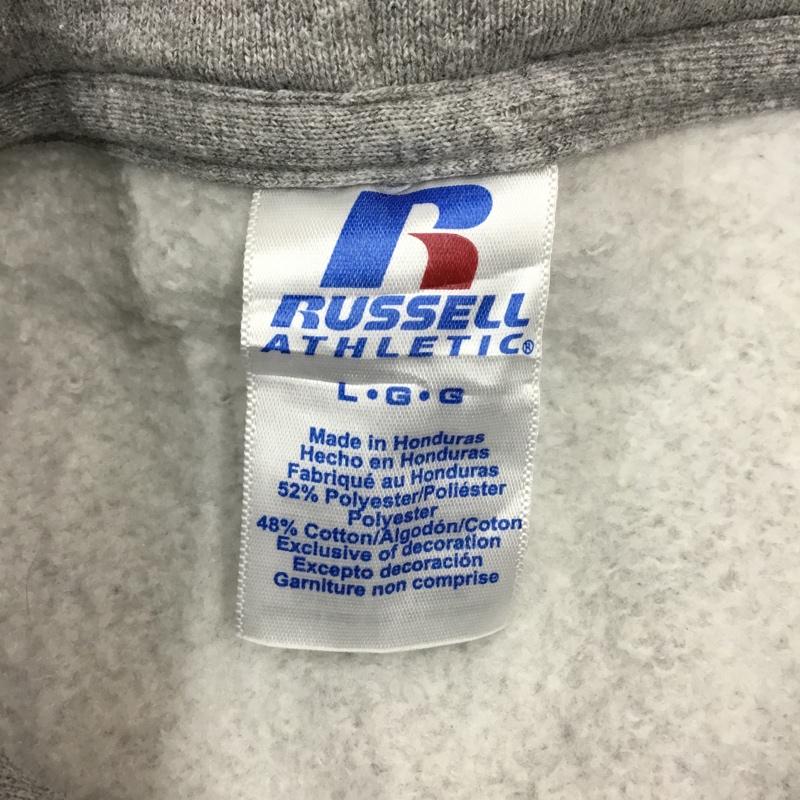 R
RUSSELL
ATHLETIC®
L•G•G
Made in Honduras
Hecho en Honduras
Fabriqué au Honduras
52% Polyester/Poliéster
Polyester
48% Cotton/Algodón/Coton
Exclusive of decoration
Excepto decoración
Garniture non comprise